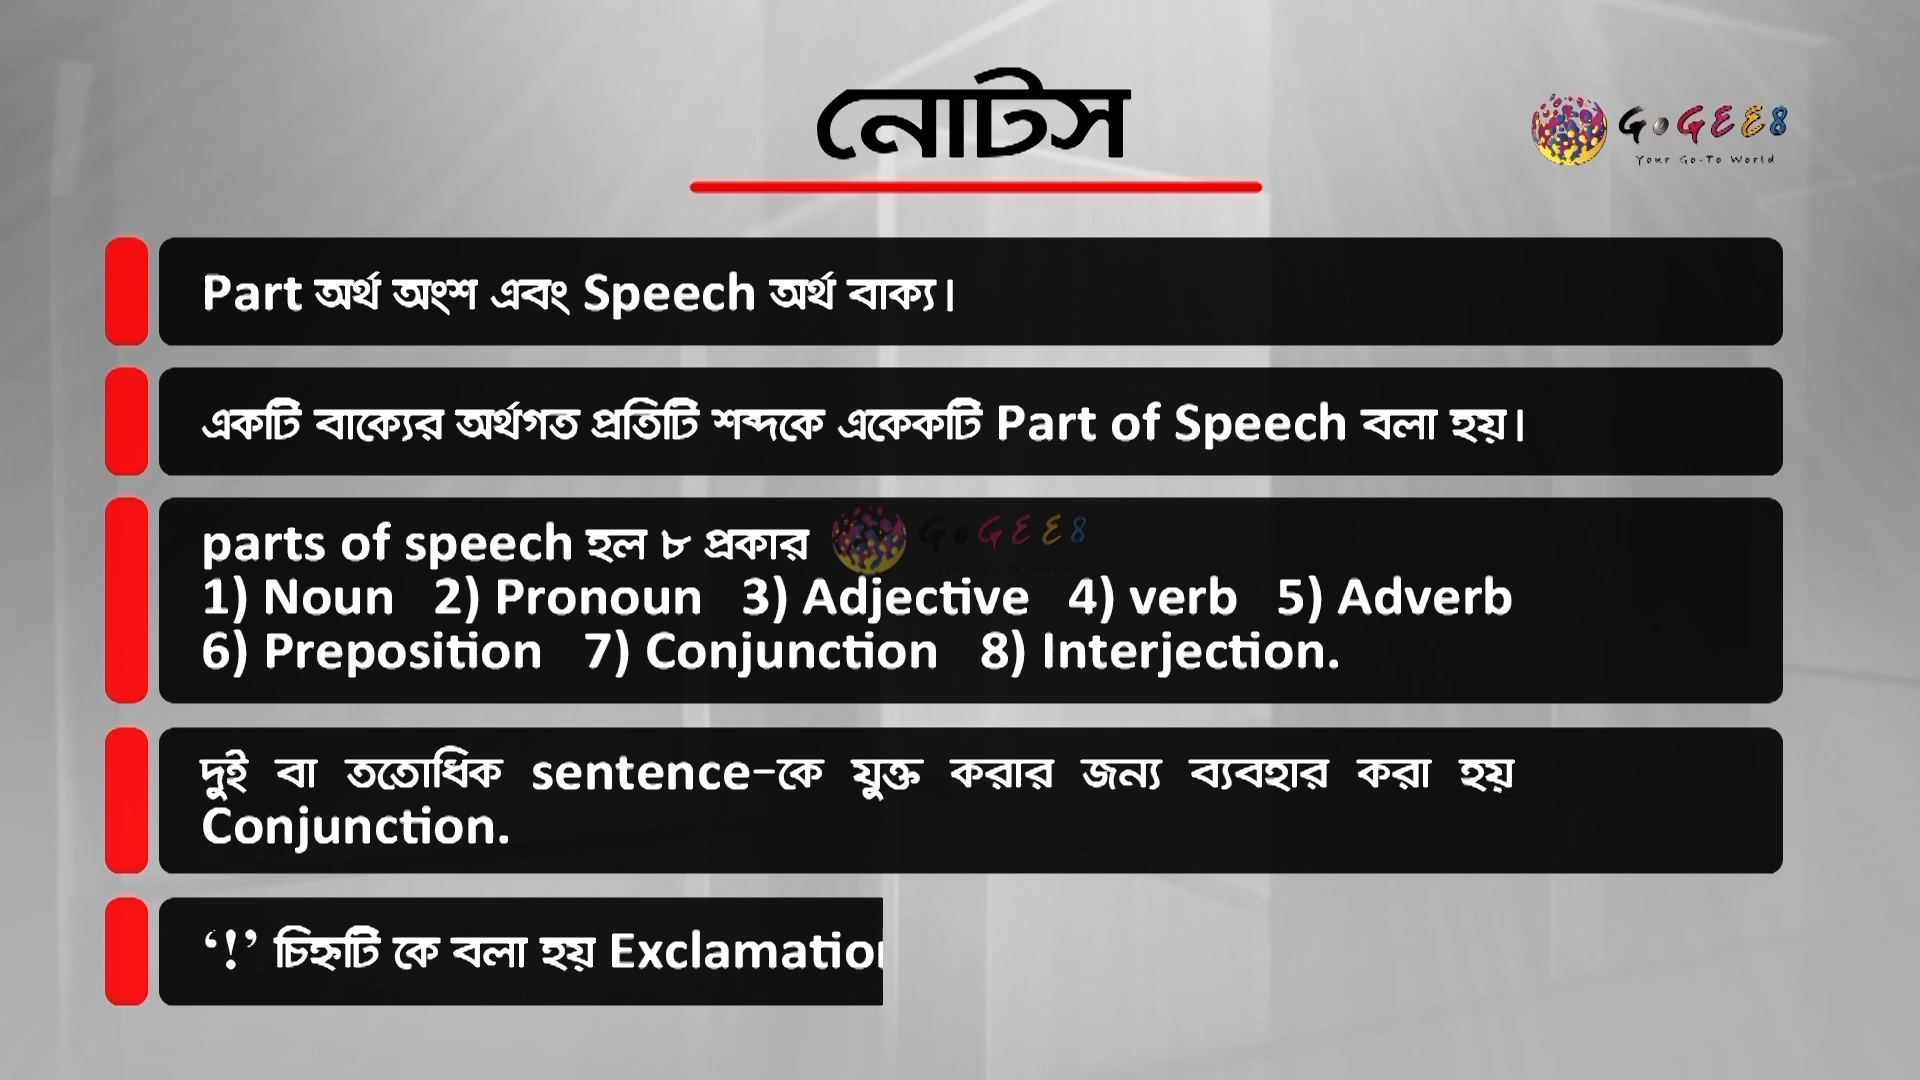 নোটস
GoGEE8
Your Go-To World
Part অর্থ অংশ এবং Speech অর্থ বাক্য।
একটি বাক্যের অর্থগত প্রতিটি শব্দকে একেকটি Part of Speech বলা হয়।
parts of speech হল ৮ প্রকার
GoGEE8
1) Noun 2) Pronoun 3) Adjective 4) verb 5) Adverb
6) Preposition 7) Conjunction 8) Interjection.
দুই বা ততোধিক sentence-কে যুক্ত করার জন্য ব্যবহার করা হয়
Conjunction.
‘!’ চিহ্নটি কে বলা হয়